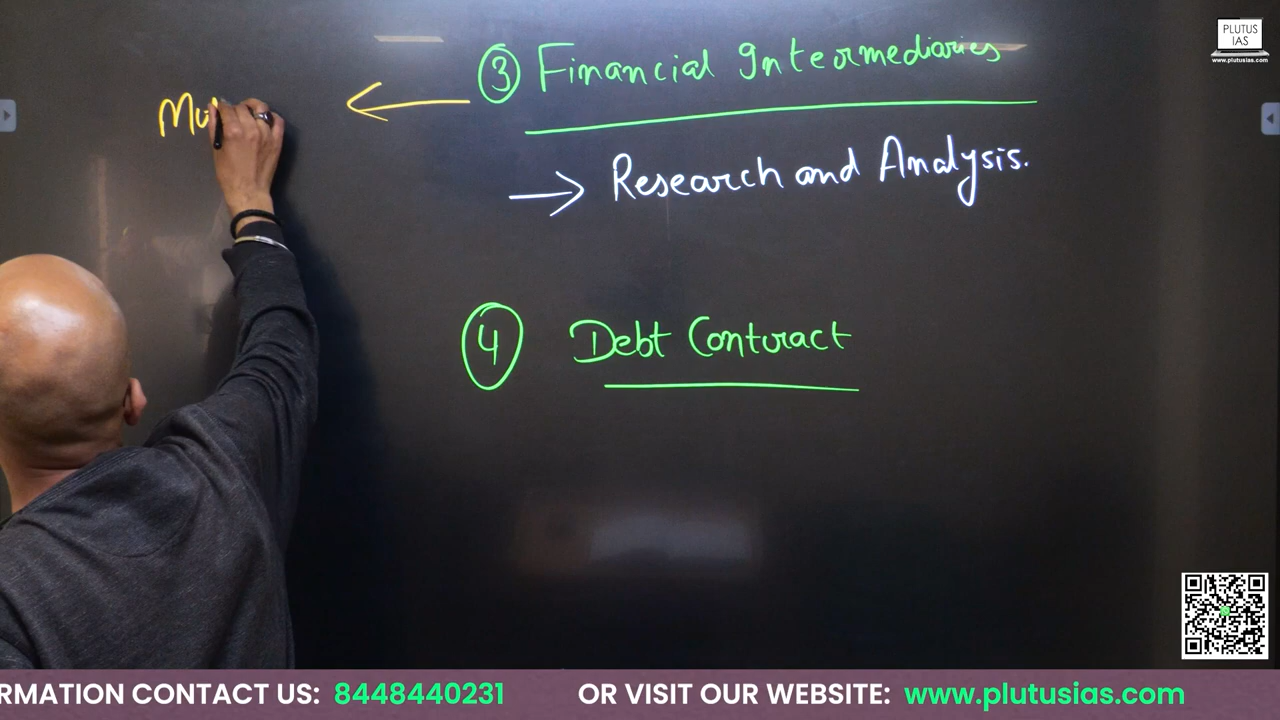 PLUTUS
IAS
www.plutusias.com
③ Financial Intermediaries
Mu
→ Research and Analysis.
④ Debt Contract
RMATION CONTACT US: 8448440231 OR VISIT OUR WEBSITE: www.plutusias.com